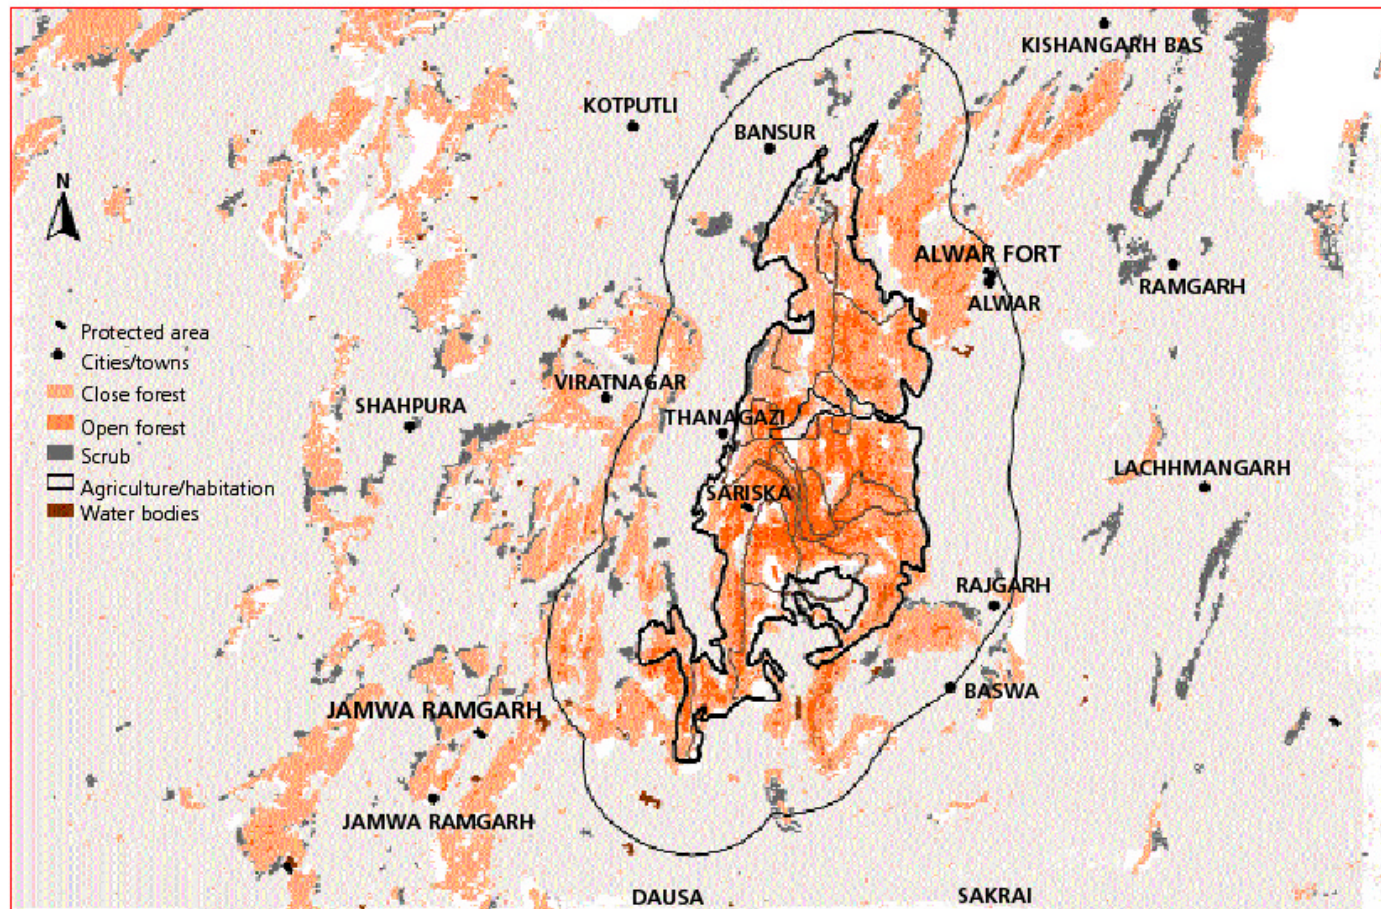 KISHANGARH BAS
KOTPUTLI
BANSUR
N
ALWAR FORT
RAMGARH
ALWAR
Protected area
Cities/towns
Close forest
Open forest
Scrub
Agriculture/habitation
Water bodies
VIRATNAGAR
SHAHPURA
THANAGAZI
LACHHMANGARH
SARISKA
RAJGARH
BASWA
JAMWA RAMGARH
JAMWA RAMGARH
DAUSA
SAKRAI